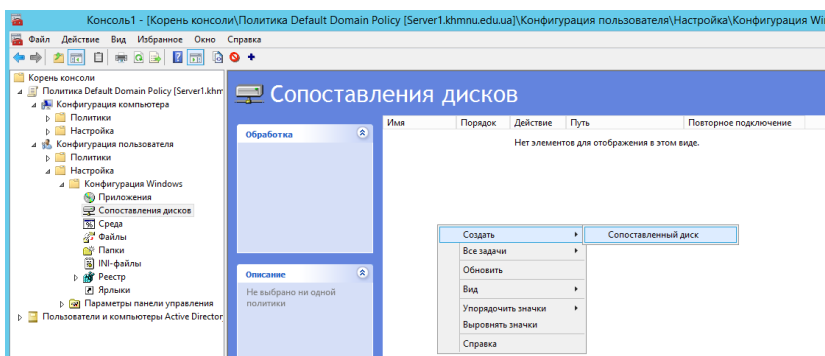 Консоль1 - [Корень консоли\Политика Default Domain Policy [Server1.khmnu.edu.ua]\Конфигурация пользователя\Настройка\Конфигурация Wi
Файл Действие Вид Избранное Окно Справка
Корень консоли
Политика Default Domain Policy [Server1.khm
Конфигурация компьютера
Политики
Настройка
Конфигурация пользователя
Политики
Настройка
Конфигурация Windows
Приложения
Сопоставления дисков
Среда
Файлы
Папки
INI-файлы
Реестр
Ярлыки
Параметры панели управления
Пользователи и компьютеры Active Director
Сопоставления дисков
Обработка
Описание
Не выбрано ни одной
политики
Имя Порядок Действие Путь Повторное подключение
Нет элементов для отображения в этом виде.
Создать
Сопоставленный диск
Все задачи
Обновить
Вид
Упорядочить значки
Выровнять значки
Справка